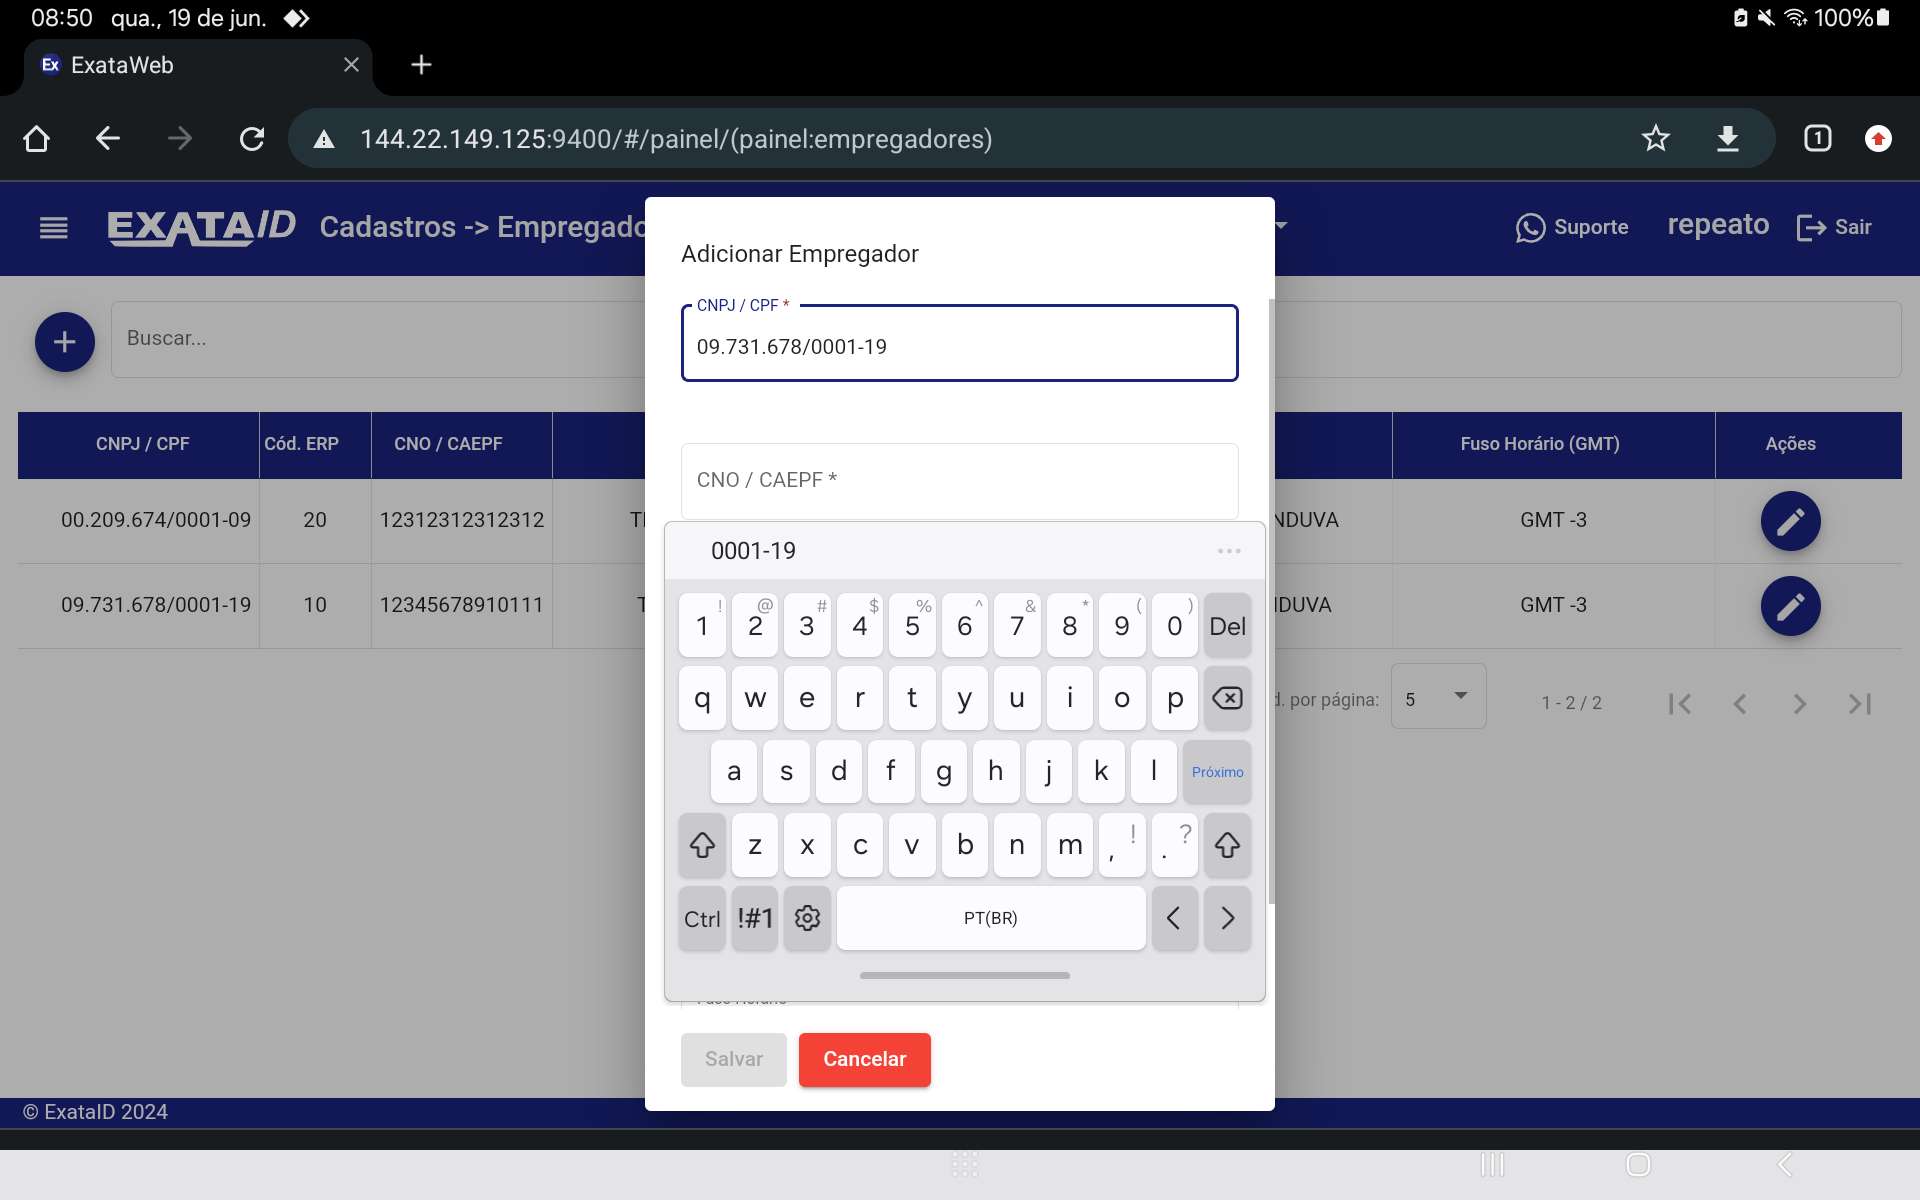 08:50 qua., 19 de jun. 100%
Ex ExataWeb
144.22.149.125:9400/#/painel/(painel:empregadores) 1
EXATAID Cadastros -> Empregado Suporte repeato Sair
Adicionar Empregador
CNPJ / CPF *
09.731.678/0001-19
Buscar...
CNPJ / CPF Cód. ERP CNO / CAEPF Fuso Horário (GMT) Ações
CNO / CAEPF *
00.209.674/0001-09 20 12312312312312 NDUVA GMT -3
09.731.678/0001-19 10 12345678910111 T IDUVA GMT -3
por página: 5 1 - 2 / 2
0001-19
! @ # $ % ^ & * ( )
1 2 3 4 5 6 7 8 9 0 Del
q w e r t y u i o p
a s d f g h j k l Próximo
z x c v b n m , ! . ?
Ctrl !#1 PT(BR)
Salvar Cancelar
© ExataID 2024